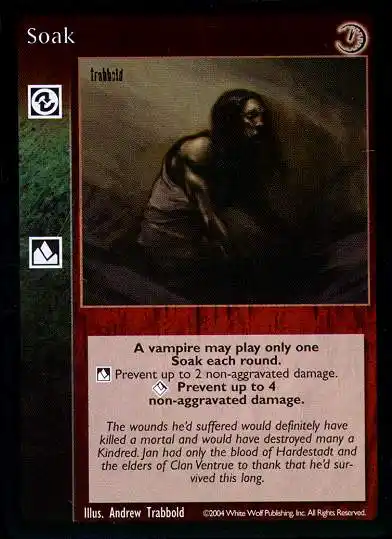 Soak
trabbold
A vampire may play only one
Soak each round.
Prevent up to 2 non-aggravated damage.
Prevent up to 4
non-aggravated damage.
The wounds he'd suffered would definitely have
killed a mortal and would have destroyed many a
Kindred. Jan had only the blood of Hardestadt and
the elders of Clan Ventrue to thank that he'd sur-
vived this long.
Illus. Andrew Trabbold
©2004 White Wolf Publishing, Inc. All Rights Reserved.